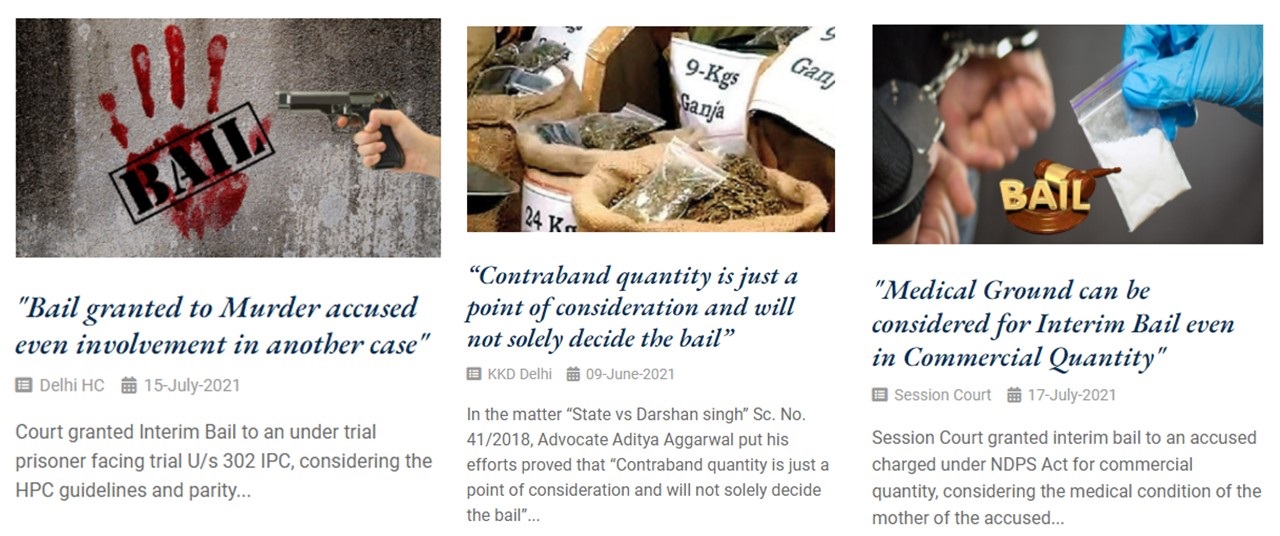 BAIL
"Bail granted to Murder accused
even involvement in another case"
Delhi HC 15-July-2021
Court granted Interim Bail to an under trial
prisoner facing trial U/s 302 IPC, considering the
HPC guidelines and parity...
9-Kgs
Ganja
24 Kg
“Contraband quantity is just a
point of consideration and will
not solely decide the bail”
KKD Delhi 09-June-2021
In the matter “State vs Darshan singh” Sc. No.
41/2018, Advocate Aditya Aggarwal put his
efforts proved that “Contraband quantity is just a
point of consideration and will not solely decide
the bail”...
BAIL
"Medical Ground can be
considered for Interim Bail even
in Commercial Quantity"
Session Court 17-July-2021
Session Court granted interim bail to an accused
charged under NDPS Act for commercial
quantity, considering the medical condition of the
mother of the accused...